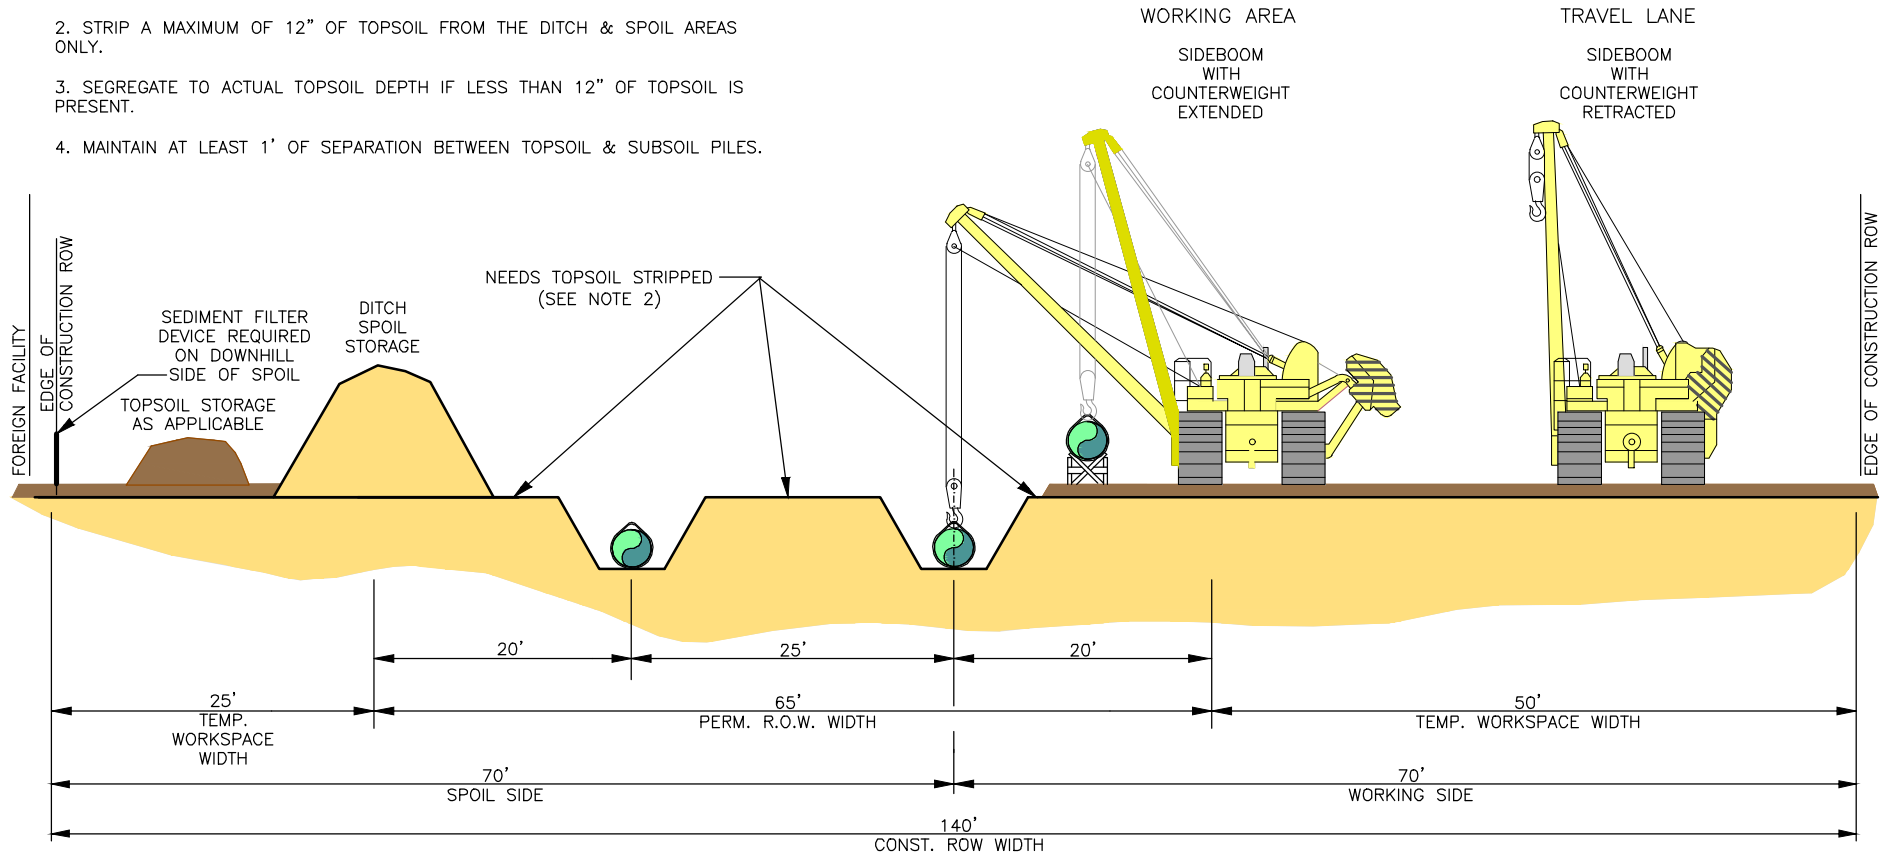 2. STRIP A MAXIMUM OF 12" OF TOPSOIL FROM THE DITCH & SPOIL AREAS
ONLY.
3. SEGREGATE TO ACTUAL TOPSOIL DEPTH IF LESS THAN 12" OF TOPSOIL IS
PRESENT.
4. MAINTAIN AT LEAST 1' OF SEPARATION BETWEEN TOPSOIL & SUBSOIL PILES.
WORKING AREA
SIDEBOOM
WITH
COUNTERWEIGHT
EXTENDED
TRAVEL LANE
SIDEBOOM
WITH
COUNTERWEIGHT
RETRACTED
FOREIGN FACILITY
EDGE OF
CONSTRUCTION ROW
SEDIMENT FILTER
DEVICE REQUIRED
ON DOWNHILL
SIDE OF SPOIL
TOPSOIL STORAGE
AS APPLICABLE
DITCH
SPOIL
STORAGE
NEEDS TOPSOIL STRIPPED
(SEE NOTE 2)
EDGE OF CONSTRUCTION ROW
20'
25'
20'
25'
TEMP.
WORKSPACE
WIDTH
65'
PERM. R.O.W. WIDTH
50'
TEMP. WORKSPACE WIDTH
70'
SPOIL SIDE
70'
WORKING SIDE
140'
CONST. ROW WIDTH